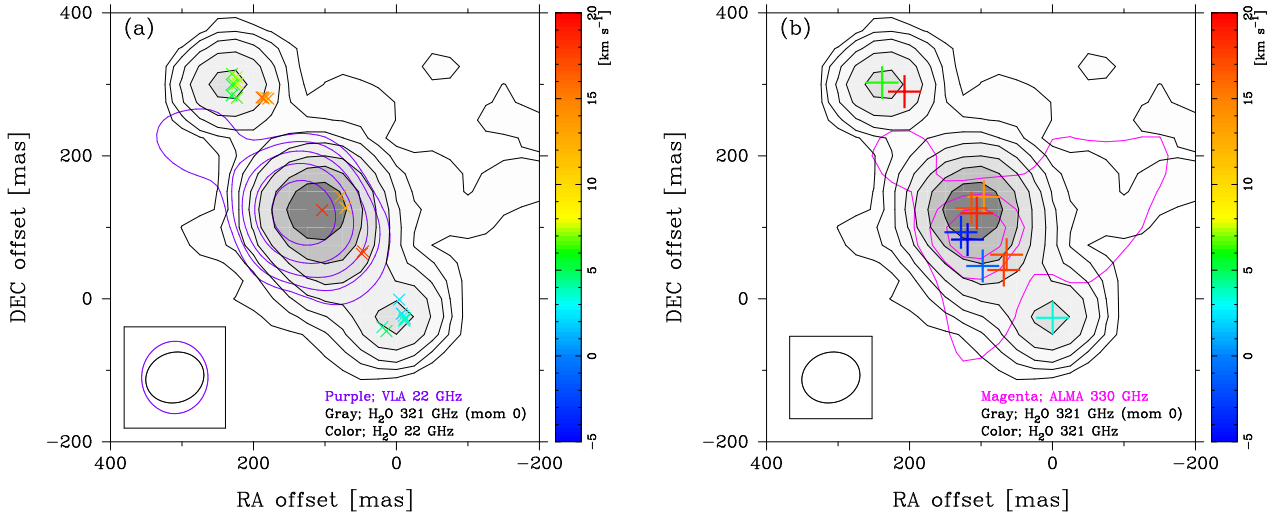 (a)
400
200
0
−200
DEC offset [mas]
400
200
0
−200
RA offset [mas]
Purple; VLA 22 GHz
Gray; H₂O 321 GHz (mom 0)
Color; H₂O 22 GHz
20
15
10
5
0
−5
[km s⁻¹]
(b)
400
200
0
−200
DEC offset [mas]
400
200
0
−200
RA offset [mas]
Magenta; ALMA 330 GHz
Gray; H₂O 321 GHz (mom 0)
Color; H₂O 321 GHz
20
15
10
5
0
−5
[km s⁻¹]